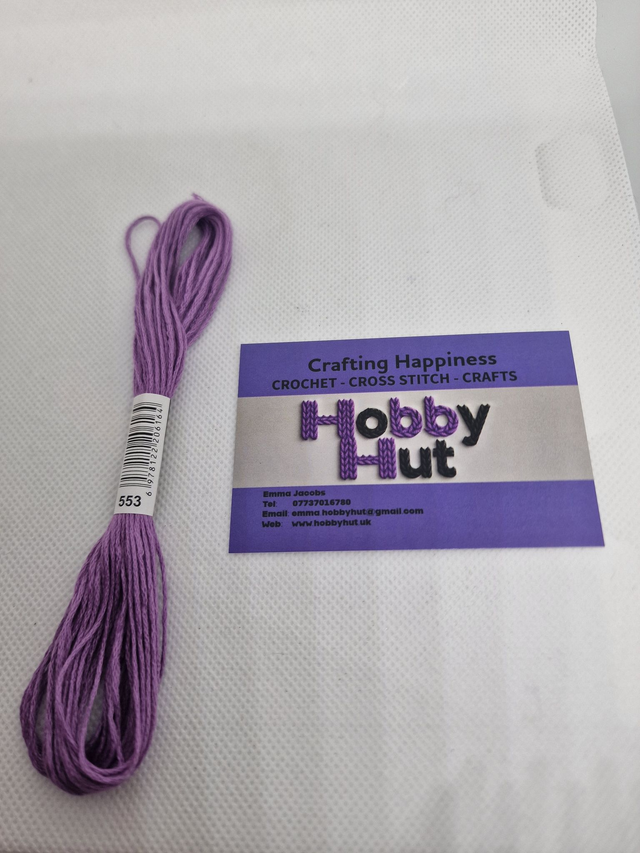 553
6 978122 206164
Crafting Happiness
CROCHET - CROSS STITCH - CRAFTS
Hobby
Hut
Emma Jacobs
Tel: 07737016780
Email: emma.hobbyhut@gmail.com
Web: www.hobbyhut.uk